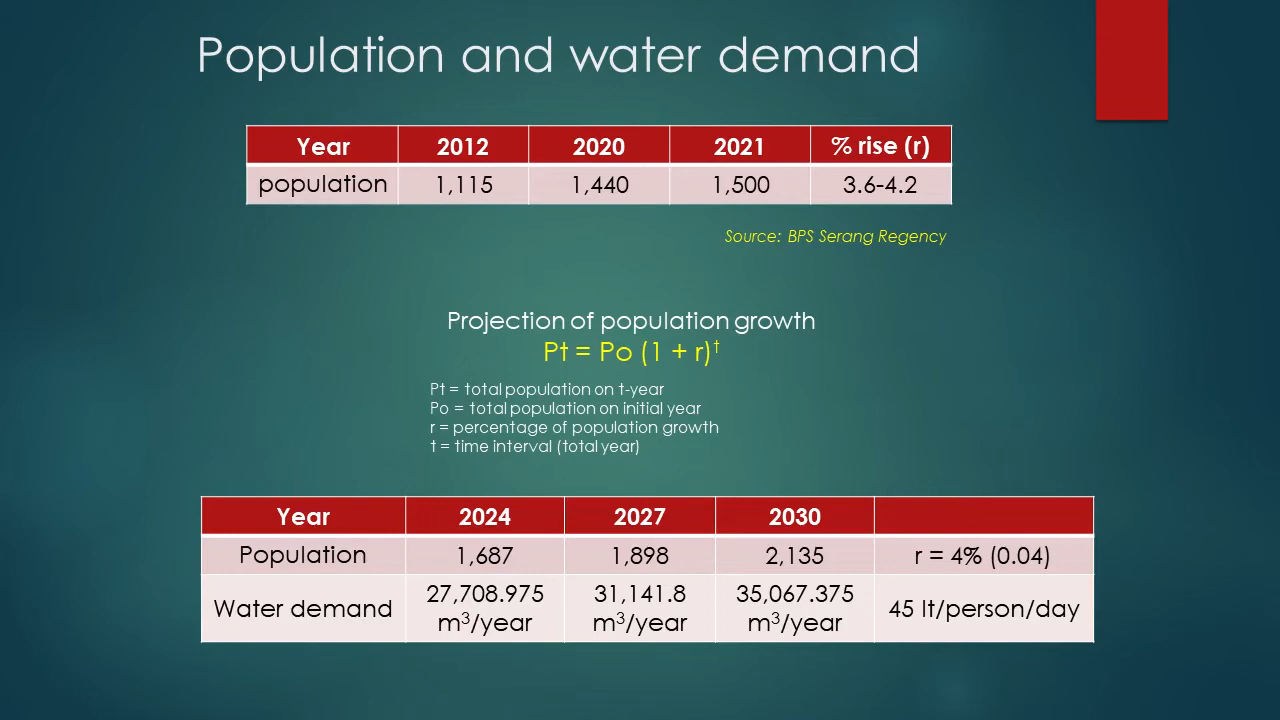 Population and water demand
Year 2012 2020 2021 % rise (r)
population 1,115 1,440 1,500 3.6-4.2
Source: BPS Serang Regency
Projection of population growth
Pt = Po (1 + r)ᵗ
Pt = total population on t-year
Po = total population on initial year
r = percentage of population growth
t = time interval (total year)
Year 2024 2027 2030
Population 1,687 1,898 2,135 r = 4% (0.04)
Water demand 27,708.975 m³/year 31,141.8 m³/year 35,067.375 m³/year 45 lt/person/day